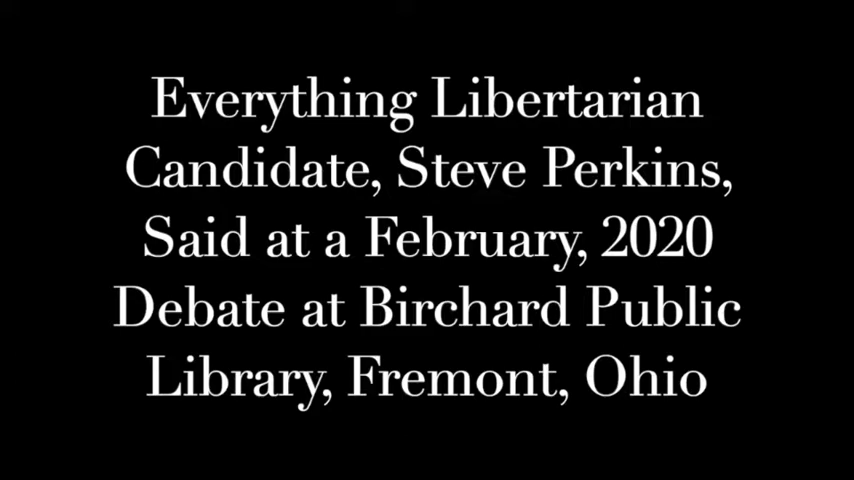 Everything Libertarian
Candidate, Steve Perkins,
Said at a February, 2020
Debate at Birchard Public
Library, Fremont, Ohio